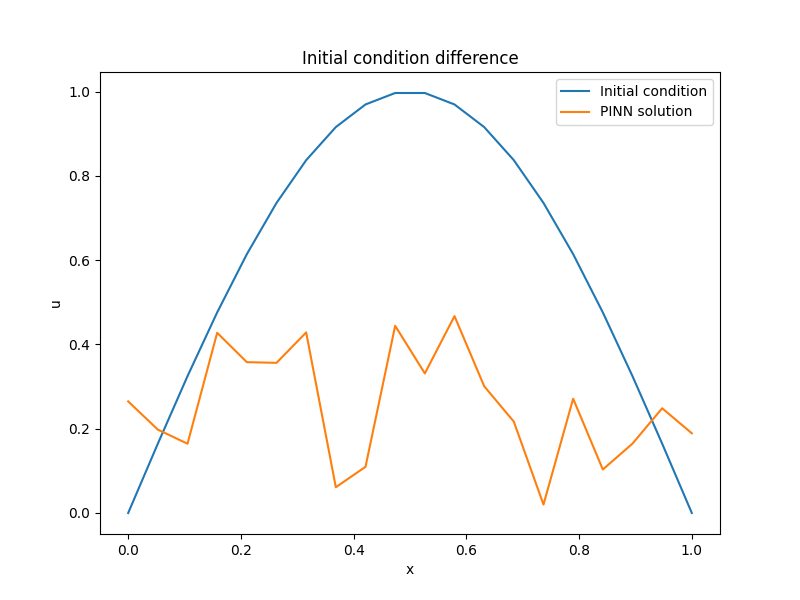 Initial condition difference
Initial condition
PINN solution
1.0
0.8
0.6
0.4
0.2
0.0
u
0.0 0.2 0.4 0.6 0.8 1.0
x